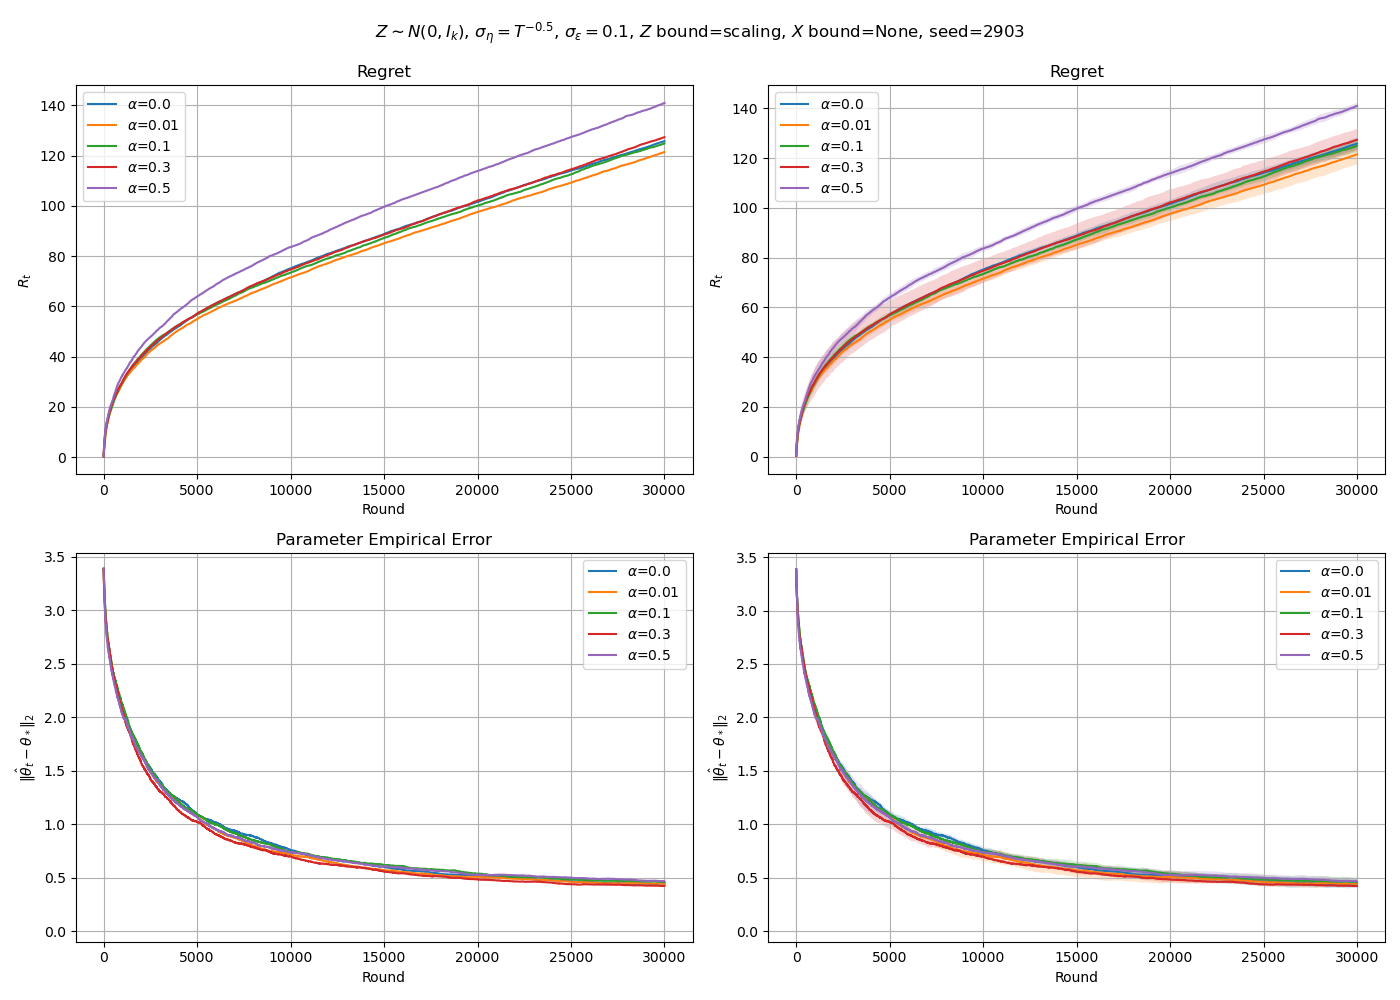 Z ∼ N(0, I_k), σ_η = T^{−0.5}, σ_ε = 0.1, Z bound=scaling, X bound=None, seed=2903
Regret
140
120
100
80
60
40
20
0
R_t
α=0.0
α=0.01
α=0.1
α=0.3
α=0.5
0 5000 10000 15000 20000 25000 30000
Round
Regret
140
120
100
80
60
40
20
0
R_t
α=0.0
α=0.01
α=0.1
α=0.3
α=0.5
0 5000 10000 15000 20000 25000 30000
Round
Parameter Empirical Error
3.5
3.0
2.5
2.0
1.5
1.0
0.5
0.0
‖θ̂_t − θ_*‖_2
α=0.0
α=0.01
α=0.1
α=0.3
α=0.5
0 5000 10000 15000 20000 25000 30000
Round
Parameter Empirical Error
3.5
3.0
2.5
2.0
1.5
1.0
0.5
0.0
‖θ̂_t − θ_*‖_2
α=0.0
α=0.01
α=0.1
α=0.3
α=0.5
0 5000 10000 15000 20000 25000 30000
Round